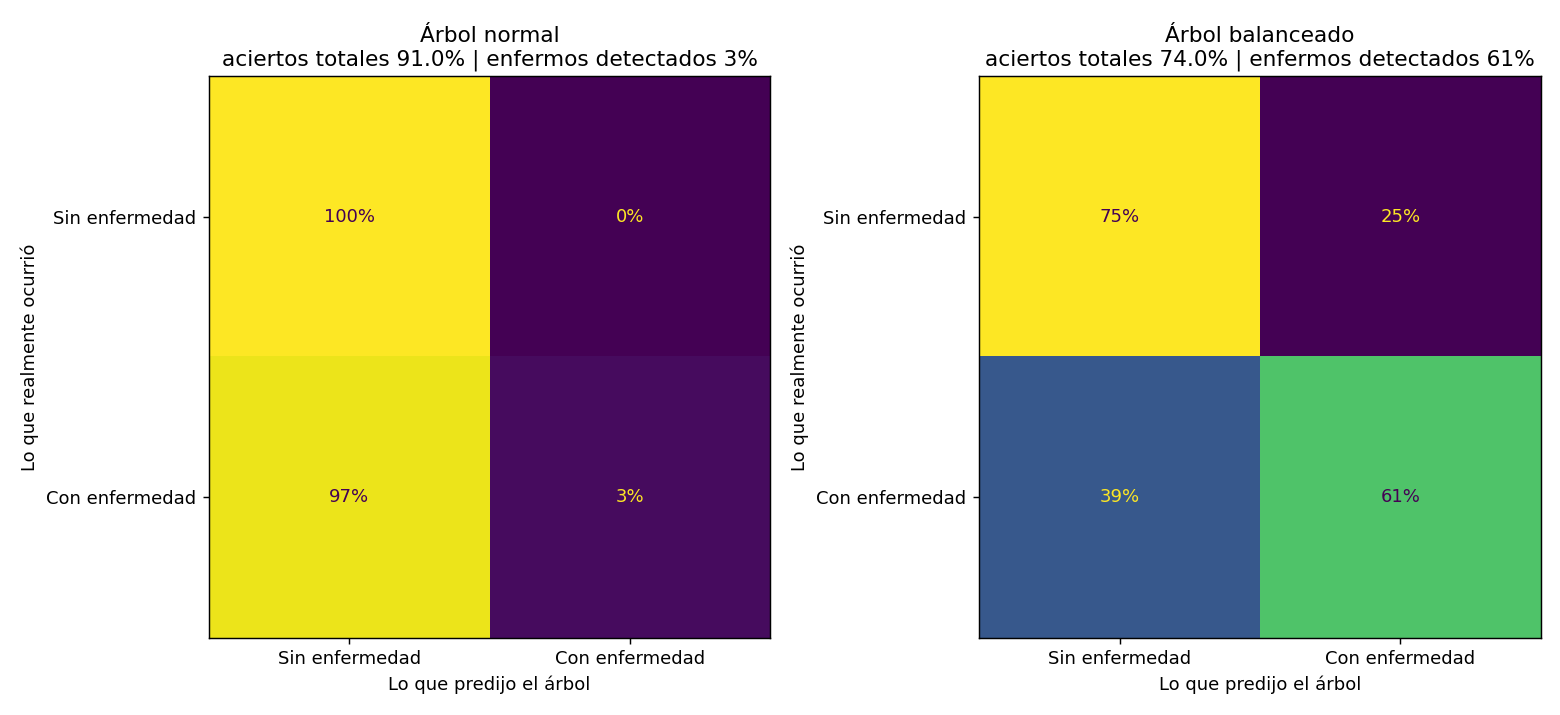 Árbol normal
aciertos totales 91.0% | enfermos detectados 3%
Lo que realmente ocurrió
Sin enfermedad
100%
0%
Con enfermedad
97%
3%
Sin enfermedad
Con enfermedad
Lo que predijo el árbol
Árbol balanceado
aciertos totales 74.0% | enfermos detectados 61%
Lo que realmente ocurrió
Sin enfermedad
75%
25%
Con enfermedad
39%
61%
Sin enfermedad
Con enfermedad
Lo que predijo el árbol